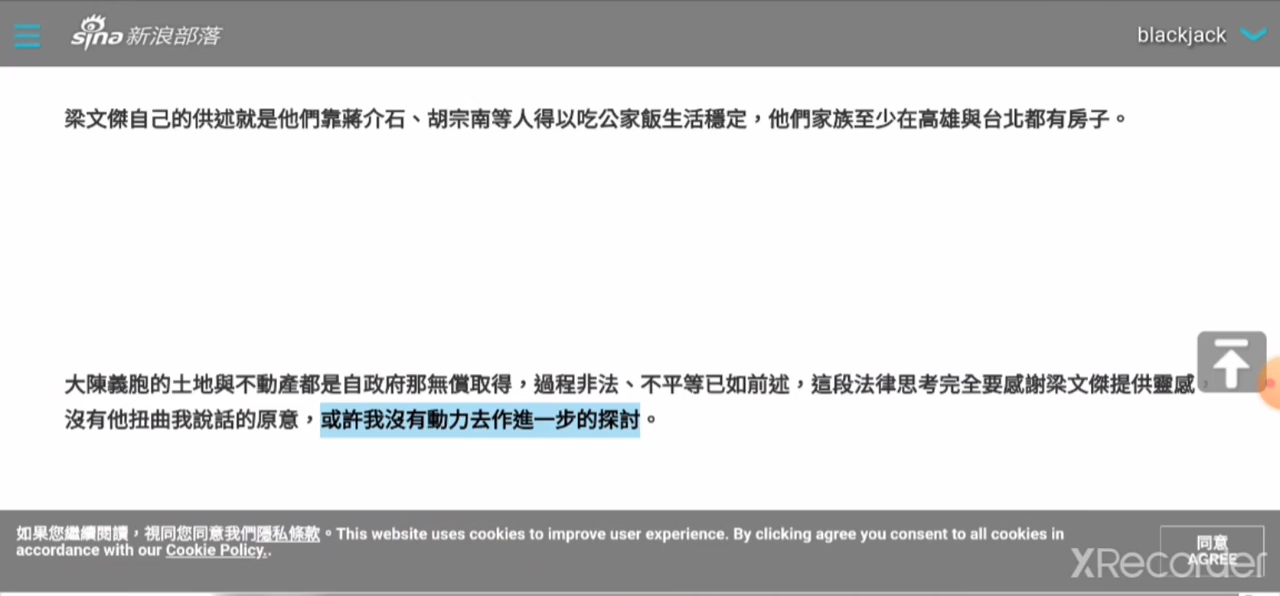 sina新浪部落
blackjack
梁文傑自己的供述就是他們靠蔣介石、胡宗南等人得以吃公家飯生活穩定，他們家族至少在高雄與台北都有房子。
大陳義胞的土地與不動產都是自政府那無償取得，過程非法、不平等已如前述，這段法律思考完全要感謝梁文傑提供靈感，
沒有他扭曲我說話的原意，或許我沒有動力去作進一步的探討。
如果您繼續閱讀，視同您同意我們隱私條款。This website uses cookies to improve user experience. By clicking agree you consent to all cookies in
accordance with our Cookie Policy..
同意
AGREE
XRecorder